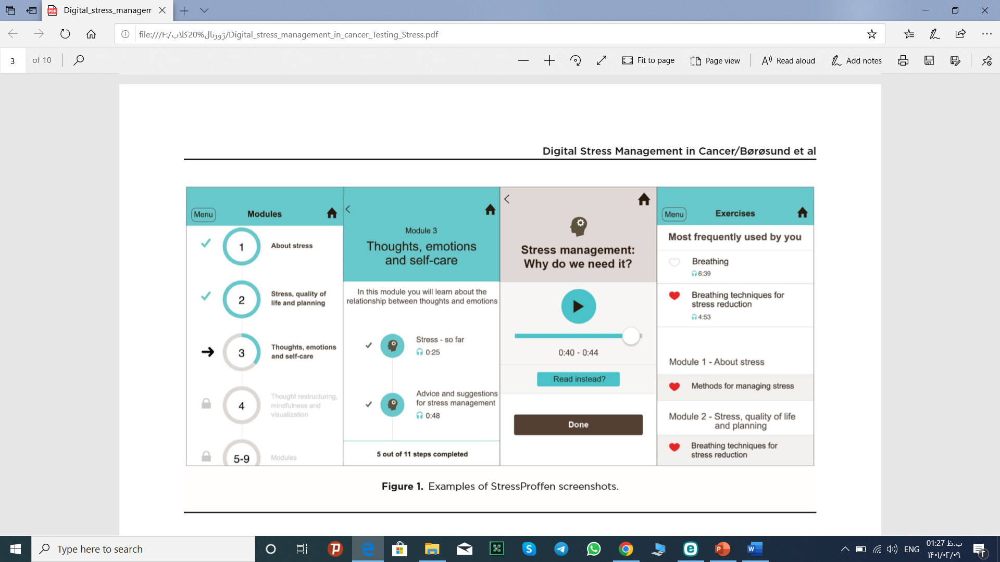 Digital_stress_managem
file:///F:/ژورنال%20کلاب/Digital_stress_management_in_cancer_Testing_Stress.pdf
3 of 10
Fit to page
Page view
Read aloud
Add notes
Digital Stress Management in Cancer/Børøsund et al
Menu
Modules
1
About stress
2
Stress, quality of
life and planning
3
Thoughts, emotions
and self-care
4
Thought restructuring,
mindfulness and
visualization
5-9
Modules
Module 3
Thoughts, emotions
and self-care
In this module you will learn about the
relationship between thoughts and emotions
Stress - so far
0:25
Advice and suggestions
for stress management
0:48
5 out of 11 steps completed
Stress management:
Why do we need it?
0:40 - 0:44
Read instead?
Done
Menu
Exercises
Most frequently used by you
Breathing
6:39
Breathing techniques for
stress reduction
4:53
Module 1 - About stress
Methods for managing stress
Module 2 - Stress, quality of life
and planning
Breathing techniques for
stress reduction
Figure 1. Examples of StressProffen screenshots.
Type here to search
ENG
01:27 ب.ظ
۱۴۰۱/۰۲/۰۹
۲